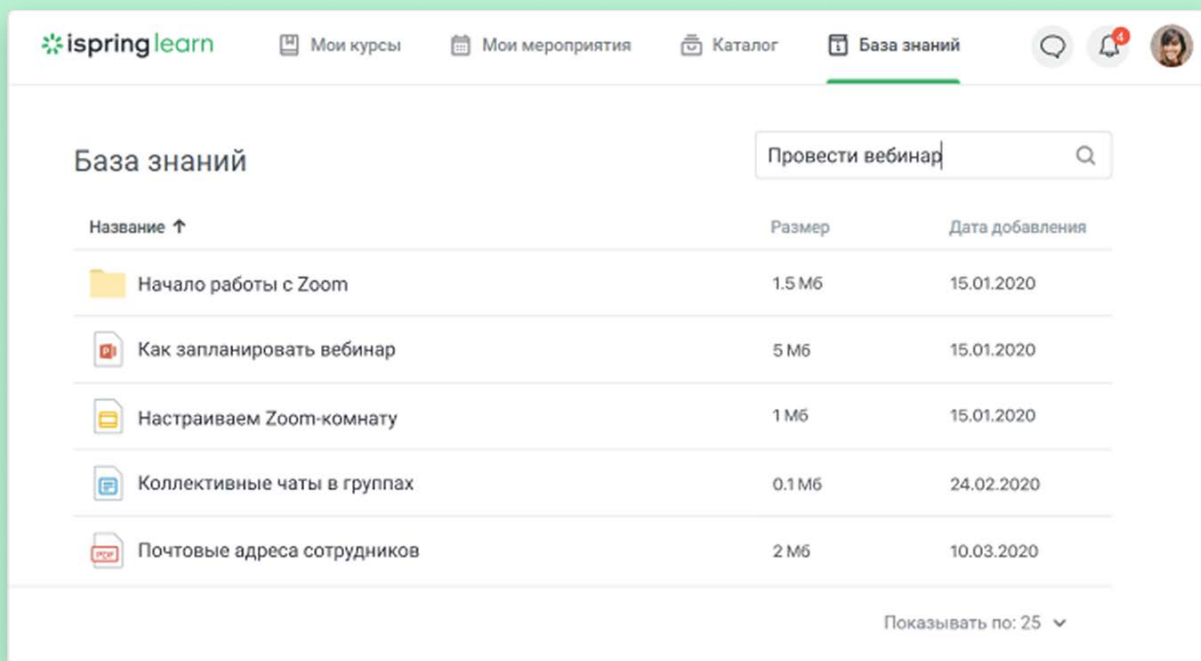 ispring learn Мои курсы Мои мероприятия Каталог База знаний 4
База знаний Провести вебинар
Название ↑ Размер Дата добавления
Начало работы с Zoom 1.5 Мб 15.01.2020
Как запланировать вебинар 5 Мб 15.01.2020
Настраиваем Zoom-комнату 1 Мб 15.01.2020
Коллективные чаты в группах 0.1 Мб 24.02.2020
PDF Почтовые адреса сотрудников 2 Мб 10.03.2020
Показывать по: 25